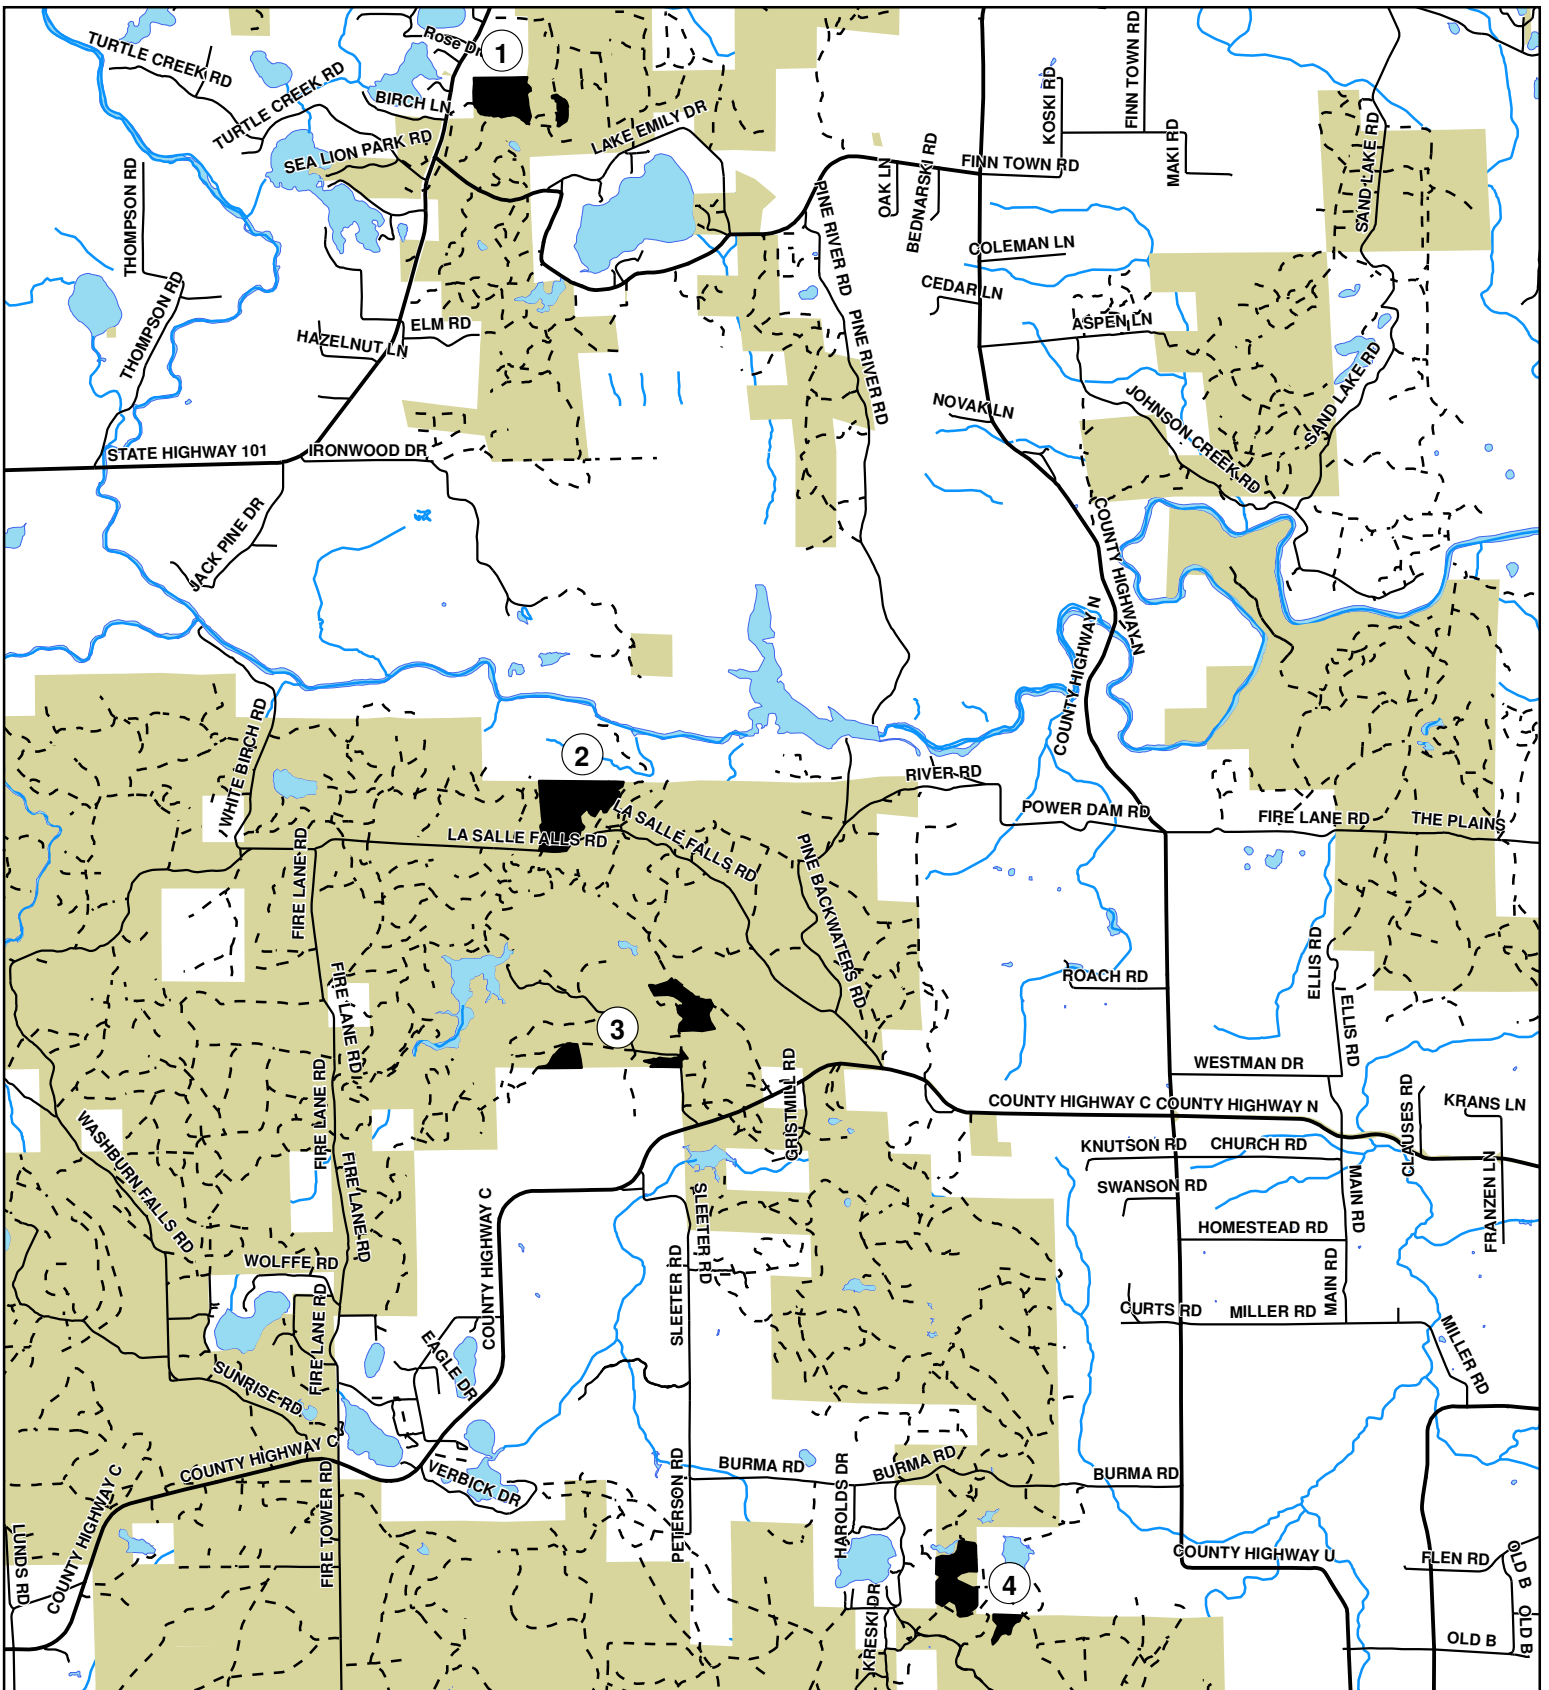 Rose Dr
1
TURTLE CREEK RD
TURTLE CREEK RD
BIRCH LN
SEA LION PARK RD
LAKE EMILY DR
KOSKI RD
FINN TOWN RD
FINN TOWN RD
MAKI RD
SAND LAKE RD
THOMPSON RD
THOMPSON RD
OAK LN
BEDNARSKI RD
PINE RIVER RD
PINE RIVER RD
COLEMAN LN
CEDAR LN
ASPEN LN
ELM RD
HAZELNUT LN
NOVAK LN
JOHNSON CREEK RD
SAND LAKE RD
STATE HIGHWAY 101
IRONWOOD DR
JACK PINE DR
COUNTY HIGHWAY N
COUNTY HIGHWAY N
WHITE BIRCH RD
2
RIVER RD
POWER DAM RD
FIRE LANE RD
THE PLAINS
LA SALLE FALLS RD
LA SALLE FALLS RD
PINE BACKWATERS RD
FIRE LANE RD
FIRE LANE RD
ROACH RD
ELLIS RD
ELLIS RD
3
GRISTMILL RD
WESTMAN DR
FIRE LANE RD
FIRE LANE RD
COUNTY HIGHWAY C
COUNTY HIGHWAY N
CLAUSES RD
KRANS LN
KNUTSON RD
CHURCH RD
WASHBURN FALLS RD
SWANSON RD
MAIN RD
HOMESTEAD RD
FRANZEN LN
SLEETER RD
SLEETER RD
COUNTY HIGHWAY C
WOLFFE RD
FIRE LANE RD
MAIN RD
CURTS RD
MILLER RD
MILLER RD
EAGLE DR
SUNRISE RD
COUNTY HIGHWAY C
COUNTY HIGHWAY C
VERBICK DR
FIRE TOWER RD
PETERSON RD
BURMA RD
BURMA RD
BURMA RD
HAROLDS DR
LUNDS RD
COUNTY HIGHWAY U
FLEN RD
OLD B
OLD B
OLD B
4
KRESKI DR